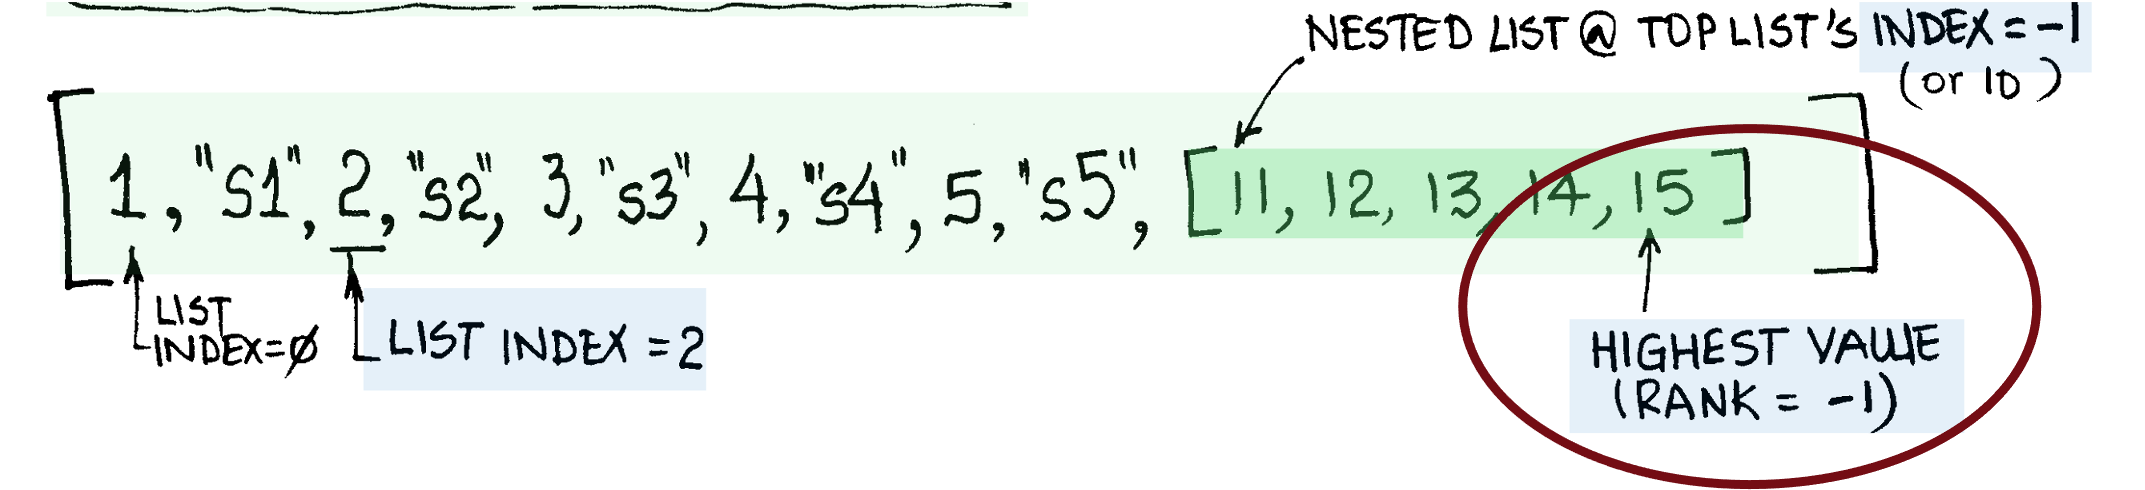 NESTED LIST @ TOP LIST'S INDEX = -1
(or 10)
[1, "s1", 2, "s2", 3, "s3", 4, "s4", 5, "s5", [11, 12, 13, 14, 15]]
LIST
INDEX=0
LIST INDEX = 2
HIGHEST VALUE
(RANK = -1)